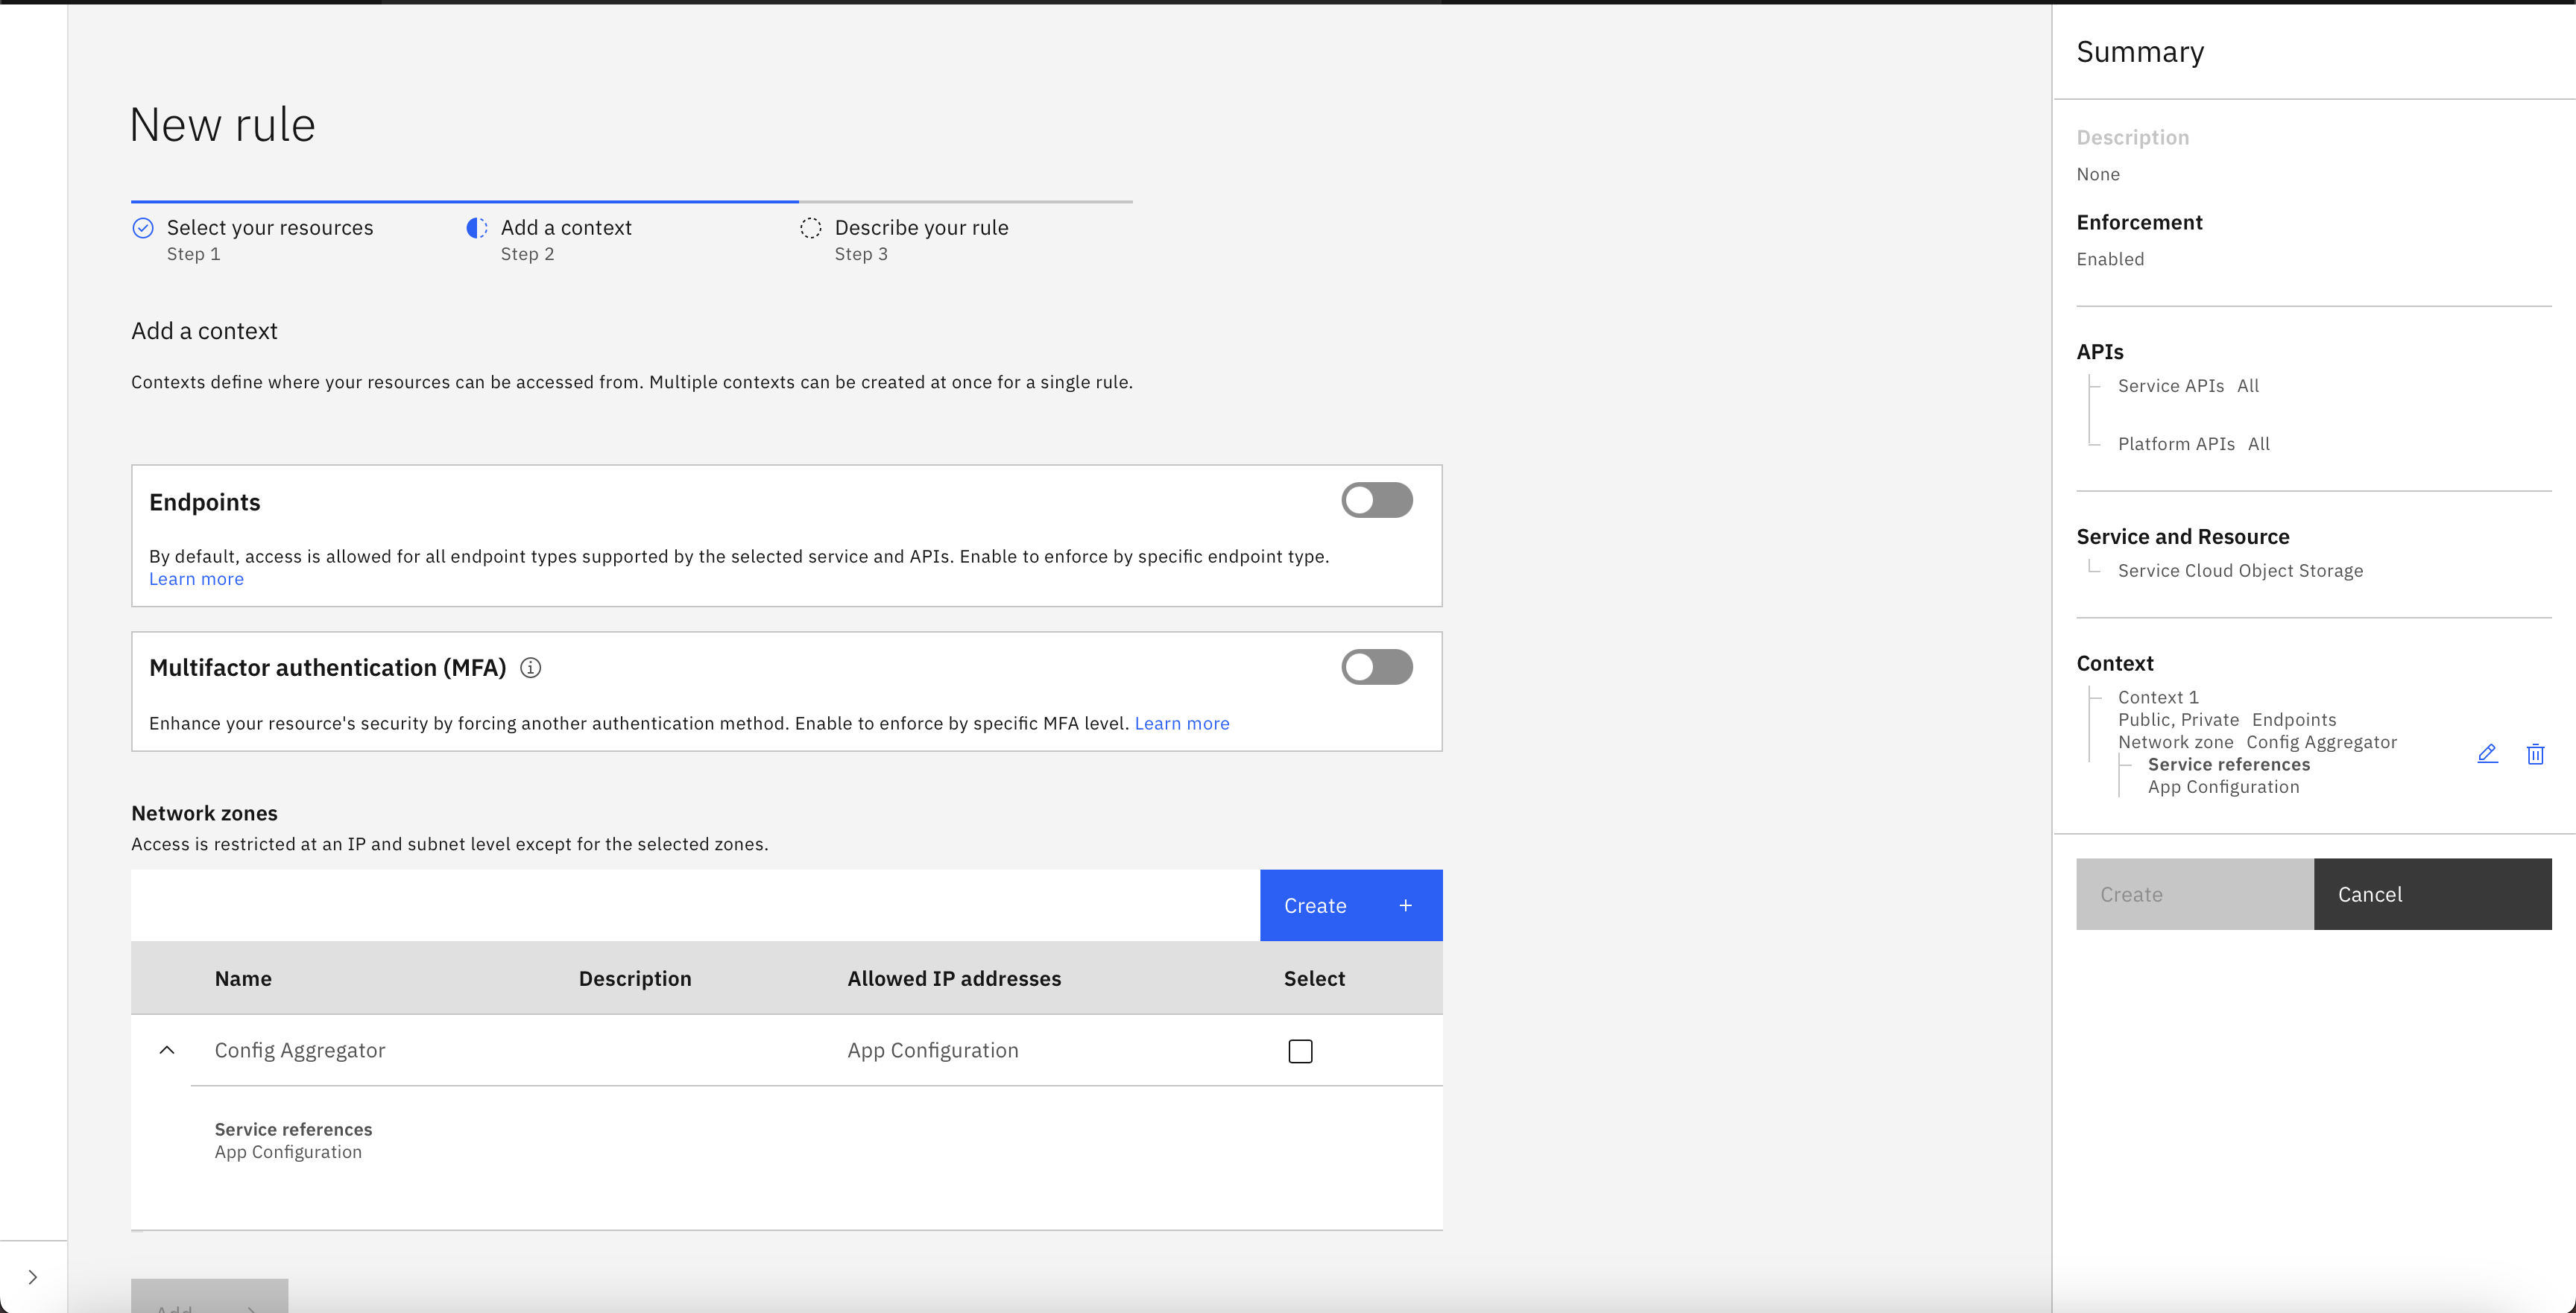 New rule
Select your resources
Step 1
Add a context
Step 2
Describe your rule
Step 3
Add a context
Contexts define where your resources can be accessed from. Multiple contexts can be created at once for a single rule.
Endpoints
By default, access is allowed for all endpoint types supported by the selected service and APIs. Enable to enforce by specific endpoint type.
Learn more
Multifactor authentication (MFA)
Enhance your resource's security by forcing another authentication method. Enable to enforce by specific MFA level. Learn more
Network zones
Access is restricted at an IP and subnet level except for the selected zones.
Create +
Name Description Allowed IP addresses Select
Config Aggregator App Configuration
Service references
App Configuration
Add
Summary
Description
None
Enforcement
Enabled
APIs
Service APIs All
Platform APIs All
Service and Resource
Service Cloud Object Storage
Context
Context 1
Public, Private Endpoints
Network zone Config Aggregator
Service references
App Configuration
Create
Cancel